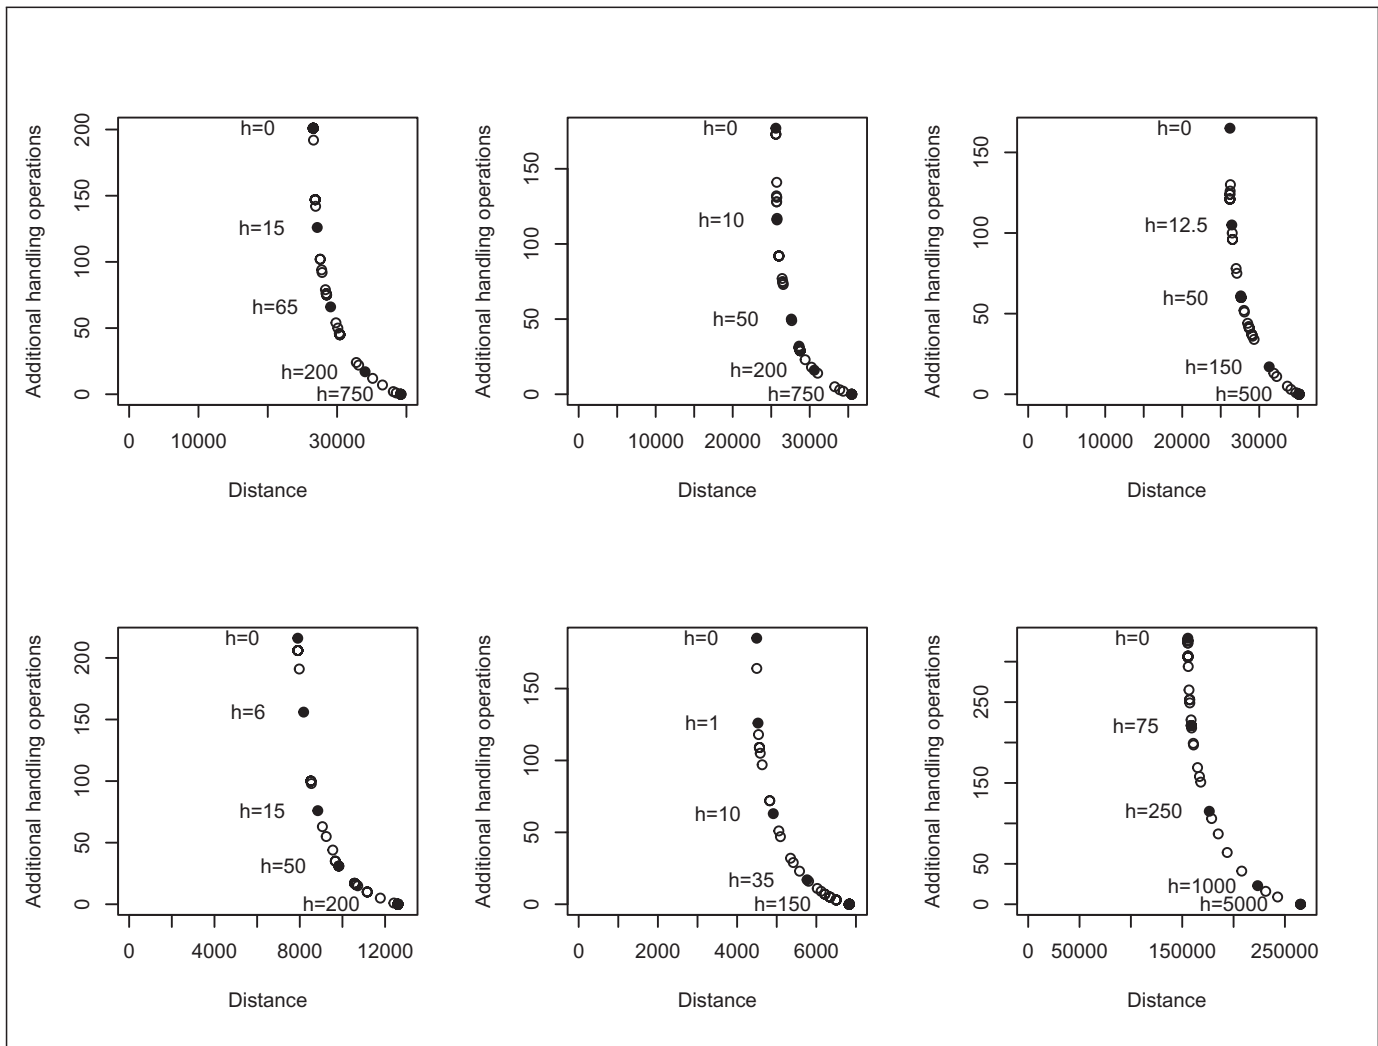 Additional handling operations
200
150
100
50
0
h=0
h=15
h=65
h=200
h=750
0 10000 30000
Distance
Additional handling operations
150
100
50
0
h=0
h=10
h=50
h=200
h=750
0 10000 20000 30000
Distance
Additional handling operations
150
100
50
0
h=0
h=12.5
h=50
h=150
h=500
0 10000 20000 30000
Distance
Additional handling operations
200
150
100
50
0
h=0
h=6
h=15
h=50
h=200
0 4000 8000 12000
Distance
Additional handling operations
150
100
50
0
h=0
h=1
h=10
h=35
h=150
0 2000 4000 6000
Distance
Additional handling operations
250
150
50
0
h=0
h=75
h=250
h=1000
h=5000
0 50000 150000 250000
Distance